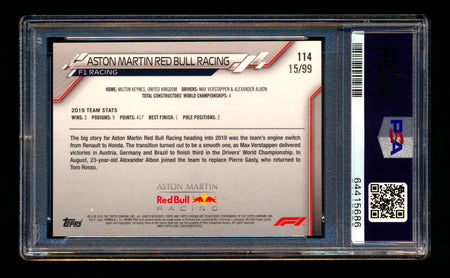 ASTON MARTIN RED BULL RACING
F1 RACING
114
15/99
HOME: MILTON KEYNES, UNITED KINGDOM DRIVERS: MAX VERSTAPPEN & ALEXANDER ALBON
TOTAL CONSTRUCTORS' WORLD CHAMPIONSHIPS: 4
2019 TEAM STATS
WINS: 3 PODIUMS: 9 POINTS: 417 BEST FINISH: 1 POLE POSITIONS: 2
The big story for Aston Martin Red Bull Racing heading into 2019 was the team's engine switch
from Renault to Honda. The transition turned out to be a smooth one, as Max Verstappen delivered
victories in Austria, Germany and Brazil to finish third in the Drivers' World Championship. In
August, 23-year-old Alexander Albon joined the team to replace Pierre Gasly, who returned to
Toro Rosso.
ASTON MARTIN
Red Bull
RACING
TOPPS
F1
PSA
64415686